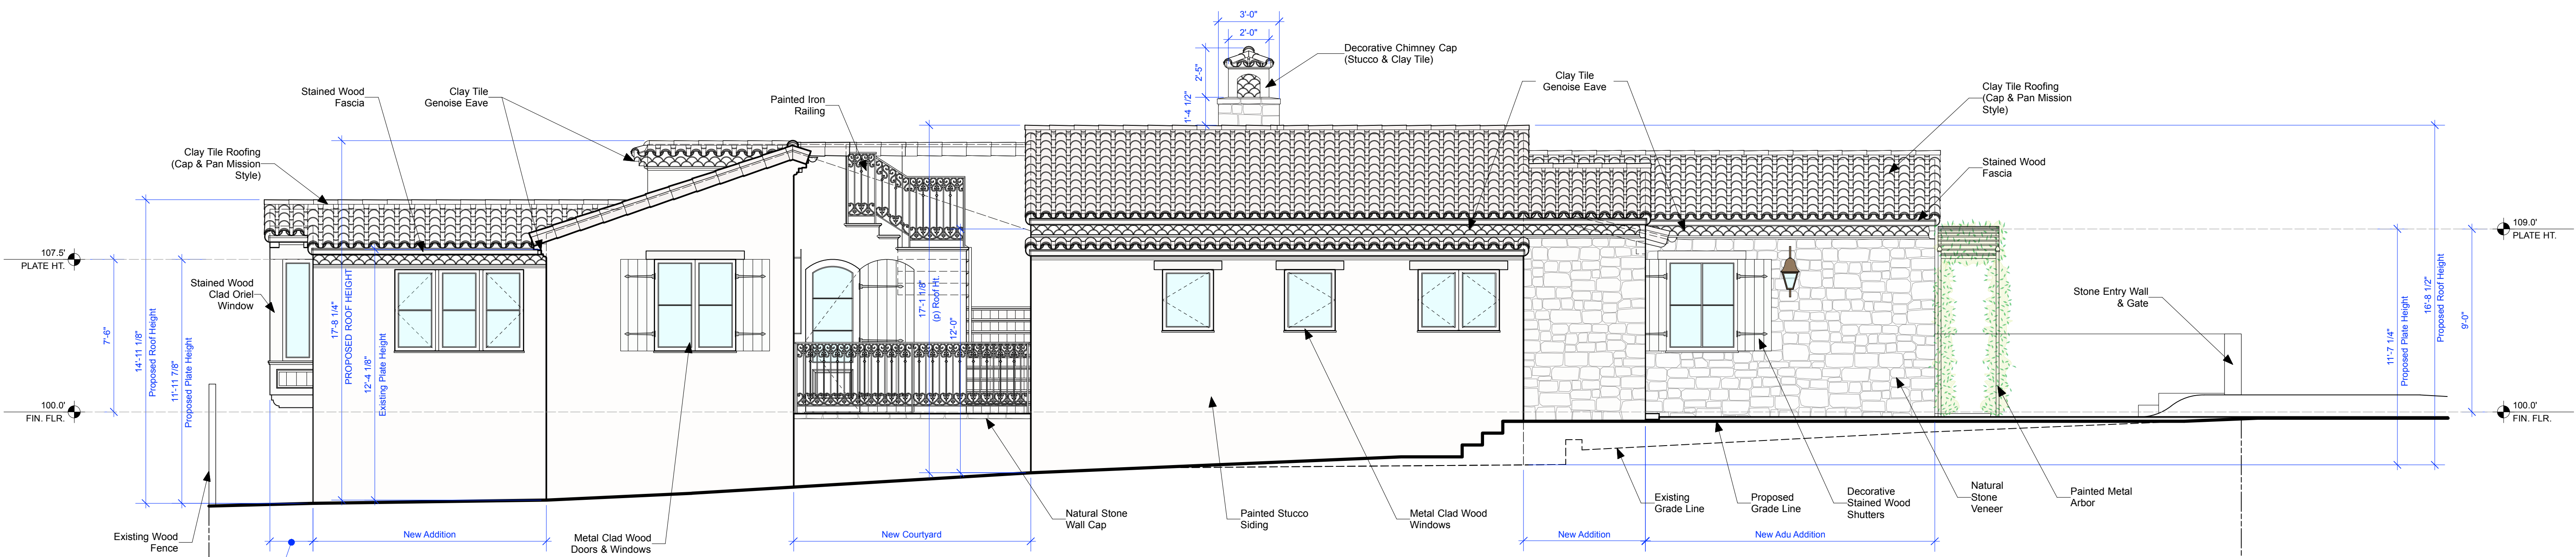 3'-0"
2'-0"
Decorative Chimney Cap
(Stucco & Clay Tile)
2'-5"
1'-4 1/2"
Clay Tile
Genoise Eave
Clay Tile Roofing
(Cap & Pan Mission
Style)
Stained Wood
Fascia
Clay Tile
Genoise Eave
Painted Iron
Railing
Clay Tile Roofing
(Cap & Pan Mission
Style)
Stained Wood
Fascia
107.5'
PLATE HT.
109.0'
PLATE HT.
Stained Wood
Clad Oriel
Window
Stone Entry Wall
& Gate
7'-6"
14'-11 1/8"
Proposed Roof Height
11'-11 7/8"
Proposed Plate Height
17'-8 1/4"
PROPOSED ROOF HEIGHT
12'-4 1/8"
Existing Plate Height
17'-1 1/8"
(p) Roof Ht.
12'-0"
11'-7 1/4"
Proposed Plate Height
16'-8 1/2"
Proposed Roof Height
9'-0"
100.0'
FIN. FLR.
100.0'
FIN. FLR.
Existing Wood
Fence
New Addition
Metal Clad Wood
Doors & Windows
New Courtyard
Natural Stone
Wall Cap
Painted Stucco
Siding
Metal Clad Wood
Windows
New Addition
Existing
Grade Line
Proposed
Grade Line
New Adu Addition
Decorative
Stained Wood
Shutters
Natural
Stone
Veneer
Painted Metal
Arbor